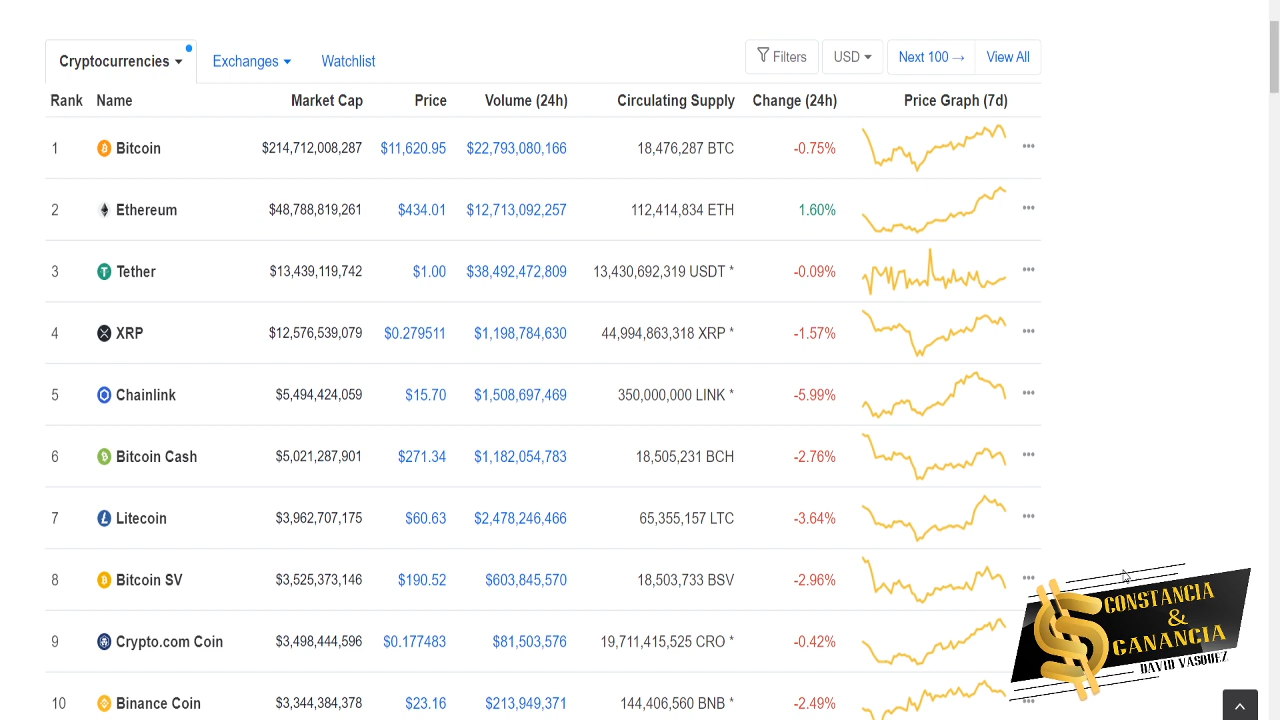 Cryptocurrencies Exchanges Watchlist Filters USD Next 100 → View All
Rank Name Market Cap Price Volume (24h) Circulating Supply Change (24h) Price Graph (7d)
1 Bitcoin $214,712,008,287 $11,620.95 $22,793,080,166 18,476,287 BTC -0.75%
2 Ethereum $48,788,819,261 $434.01 $12,713,092,257 112,414,834 ETH 1.60%
3 Tether $13,439,119,742 $1.00 $38,492,472,809 13,430,692,319 USDT * -0.09%
4 XRP $12,576,539,079 $0.279511 $1,198,784,630 44,994,863,318 XRP * -1.57%
5 Chainlink $5,494,424,059 $15.70 $1,508,697,469 350,000,000 LINK * -5.99%
6 Bitcoin Cash $5,021,287,901 $271.34 $1,182,054,783 18,505,231 BCH -2.76%
7 Litecoin $3,962,707,175 $60.63 $2,478,246,466 65,355,157 LTC -3.64%
8 Bitcoin SV $3,525,373,146 $190.52 $603,845,570 18,503,733 BSV -2.96%
9 Crypto.com Coin $3,498,444,596 $0.177483 $81,503,576 19,711,415,525 CRO * -0.42%
10 Binance Coin $3,344,264,378 $23.16 $213,949,371 144,406,560 BNB * -2.49%
CONSTANCIA
&
GANANCIA
DAVID VASQUEZ